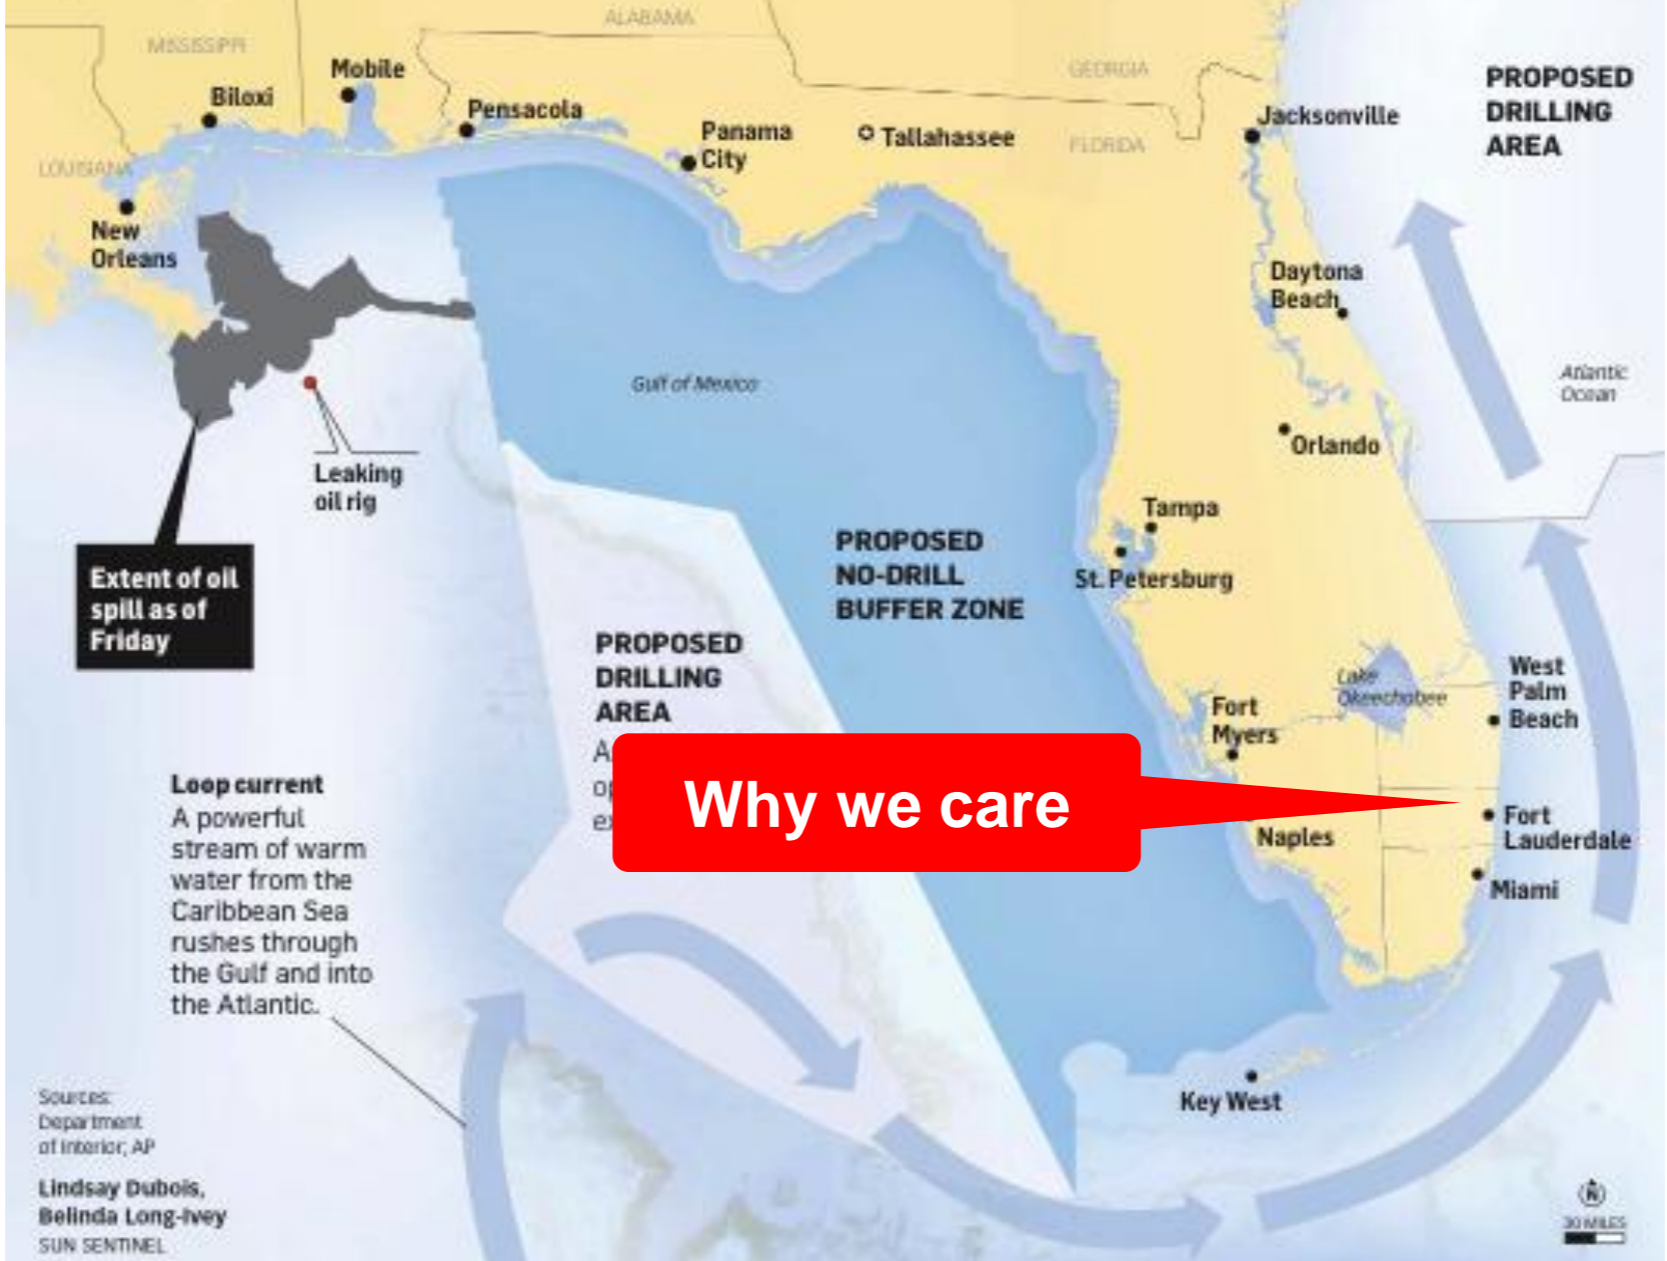 ALABAMA
MISSISSIPPI
Mobile
Biloxi
GEORGIA
PROPOSED
DRILLING
AREA
Pensacola
Jacksonville
Panama
City
Tallahassee
FLORIDA
LOUISIANA
New
Orleans
Daytona
Beach
Gulf of Mexico
Atlantic
Ocean
Orlando
Leaking
oil rig
Tampa
St. Petersburg
PROPOSED
NO-DRILL
BUFFER ZONE
Extent of oil
spill as of
Friday
PROPOSED
DRILLING
AREA
Lake
Okeechobee
West
Palm
Beach
Fort
Myers
Why we care
Loop current
A powerful
stream of warm
water from the
Caribbean Sea
rushes through
the Gulf and into
the Atlantic.
Naples
Fort
Lauderdale
Miami
Key West
Sources:
Department
of Interior, AP
Lindsay Dubois,
Belinda Long-Ivey
SUN SENTINEL
N
30 MILES